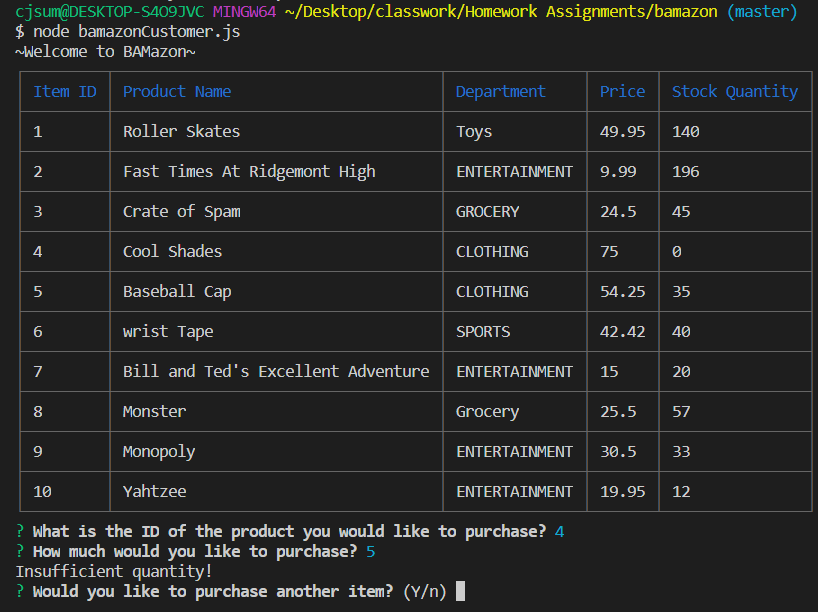 cjsum@DESKTOP-S4O9JVC MINGW64 ~/Desktop/classwork/Homework Assignments/bamazon (master)
$ node bamazonCustomer.js
~Welcome to BAMazon~
Item ID Product Name Department Price Stock Quantity
1 Roller Skates Toys 49.95 140
2 Fast Times At Ridgemont High ENTERTAINMENT 9.99 196
3 Crate of Spam GROCERY 24.5 45
4 Cool Shades CLOTHING 75 0
5 Baseball Cap CLOTHING 54.25 35
6 wrist Tape SPORTS 42.42 40
7 Bill and Ted's Excellent Adventure ENTERTAINMENT 15 20
8 Monster Grocery 25.5 57
9 Monopoly ENTERTAINMENT 30.5 33
10 Yahtzee ENTERTAINMENT 19.95 12
? What is the ID of the product you would like to purchase? 4
? How much would you like to purchase? 5
Insufficient quantity!
? Would you like to purchase another item? (Y/n)